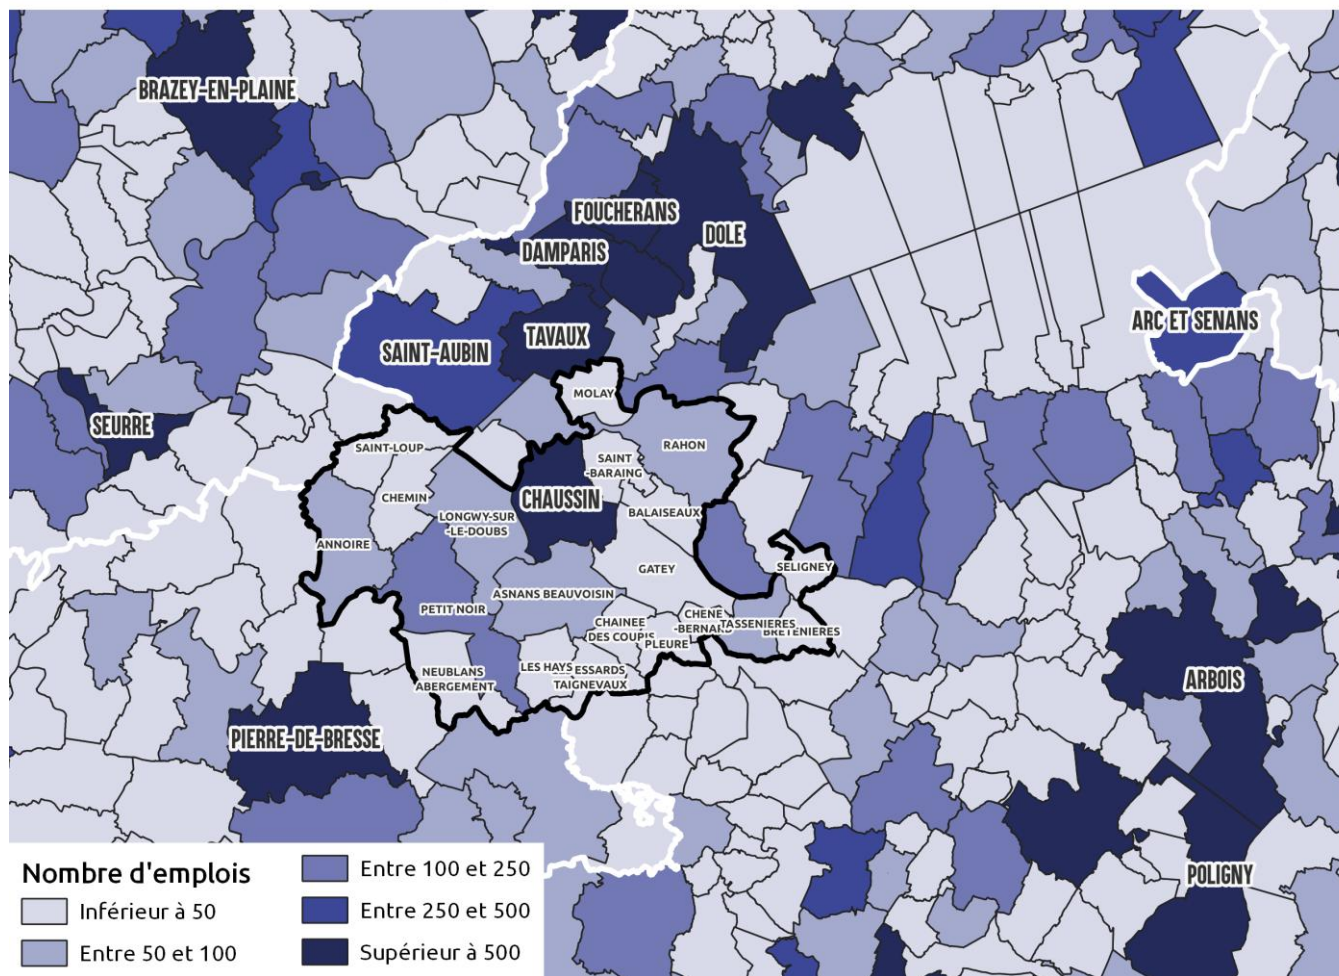 BRAZEY-EN-PLAINE
FOUCHERANS
DOLE
DAMPARIS
ARC ET SENANS
TAVAUX
SAINT-AUBIN
MOLAY
SEURRE
SAINT-LOUP
RAHON
SAINT
-BARAING
CHEMIN
CHAUSSIN
LONGWY-SUR
-LE-DOUBS
BALAISEAUX
ANNOIRE
GATEY
SELIGNEY
ASNANS BEAUVOISIN
PETIT NOIR
CHAINEE
DES COUPIS
CHENE
-BERNARD
TASSENIERES
BRETENIERES
PLEURE
NEUBLANS
ABERGEMENT
LES HAYS
ESSARDS
TAIGNEVAUX
ARBOIS
PIERRE-DE-BRESSE
POLIGNY
Nombre d'emplois
Inférieur à 50
Entre 50 et 100
Entre 100 et 250
Entre 250 et 500
Supérieur à 500